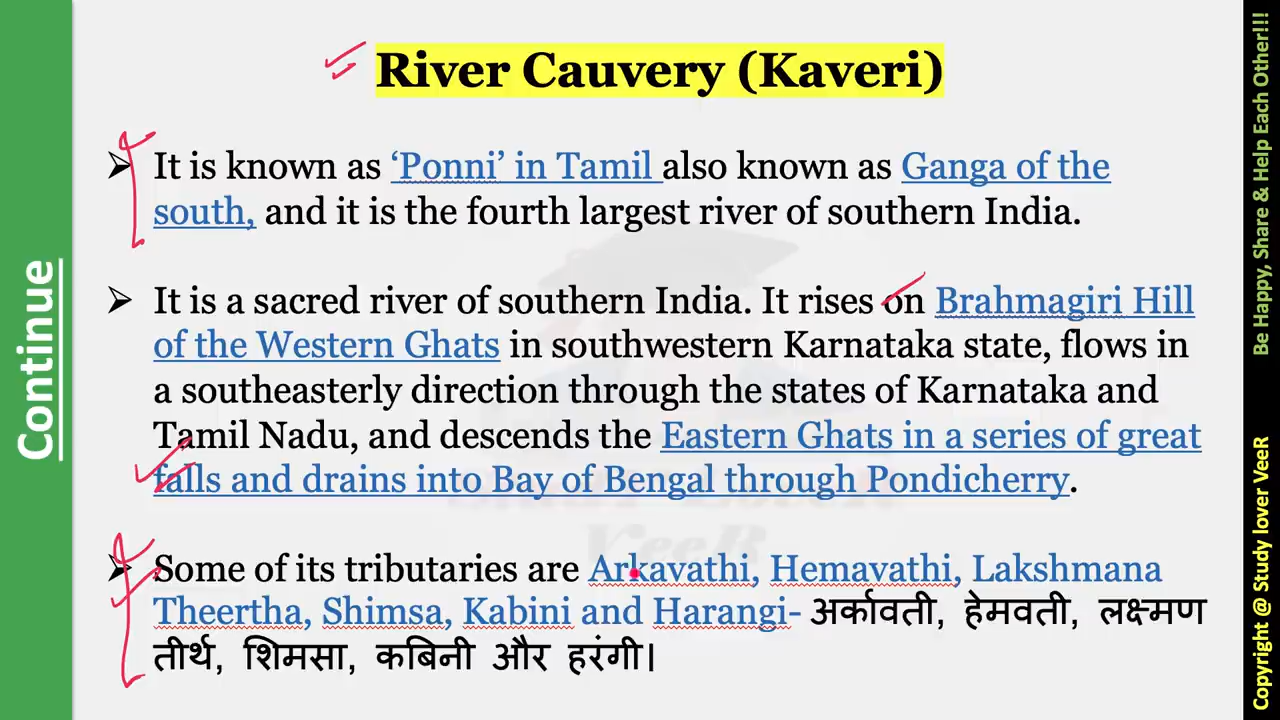 River Cauvery (Kaveri)
➢ It is known as ‘Ponni’ in Tamil also known as Ganga of the
south, and it is the fourth largest river of southern India.
➢ It is a sacred river of southern India. It rises on Brahmagiri Hill
of the Western Ghats in southwestern Karnataka state, flows in
a southeasterly direction through the states of Karnataka and
Tamil Nadu, and descends the Eastern Ghats in a series of great
falls and drains into Bay of Bengal through Pondicherry.
➢ Some of its tributaries are Arkavathi, Hemavathi, Lakshmana
Theertha, Shimsa, Kabini and Harangi- अर्कावती, हेमवती, लक्ष्मण
तीर्थ, शिमसा, कबिनी और हरंगी।
Continue
Be Happy, Share & Help Each Other!!!
Copyright @ Study lover VeeR
VeeR